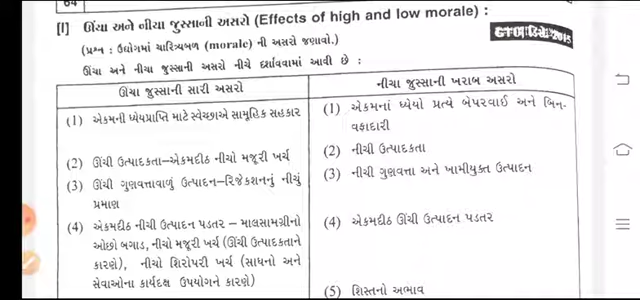 64
[I] ઊંચા અને નીચા જુસ્સાની અસરો (Effects of high and low morale) :
(પ્રશ્ન : ઉદ્યોગમાં ચારિત્ર્યબળ (morale) ની અસરો જણાવો.)
2015
ઊંચા અને નીચા જુસ્સાની અસરો નીચે દર્શાવવામાં આવી છે :
ઊંચા જુસ્સાની સારી અસરો
(1) એકમની ધ્યેયપ્રાપ્તિ માટે સ્વેચ્છાએ સામૂહિક સહકાર
(2) ઊંચી ઉત્પાદકતા–એકમદીઠ નીચો મજૂરી ખર્ચ
(3) ઊંચી ગુણવત્તાવાળું ઉત્પાદન–રિજેકશનનું નીચું
પ્રમાણ
(4) એકમદીઠ નીચી ઉત્પાદન પડતર – માલસામગ્રીનો
ઓછો બગાડ, નીચો મજૂરી ખર્ચ (ઊંચી ઉત્પાદકતાને
કારણે), નીચો શિરોપરી ખર્ચ (સાધનો અને
સેવાઓના કાર્યદક્ષ ઉપયોગને કારણે)
નીચા જુસ્સાની ખરાબ અસરો
(1) એકમનાં ધ્યેયો પ્રત્યે બેપરવાઈ અને બિન-
વફાદારી
(2) નીચી ઉત્પાદકતા
(3) નીચી ગુણવત્તા અને ખામીયુક્ત ઉત્પાદન
(4) એકમદીઠ ઊંચી ઉત્પાદન પડતર
(5) શિસ્તનો અભાવ